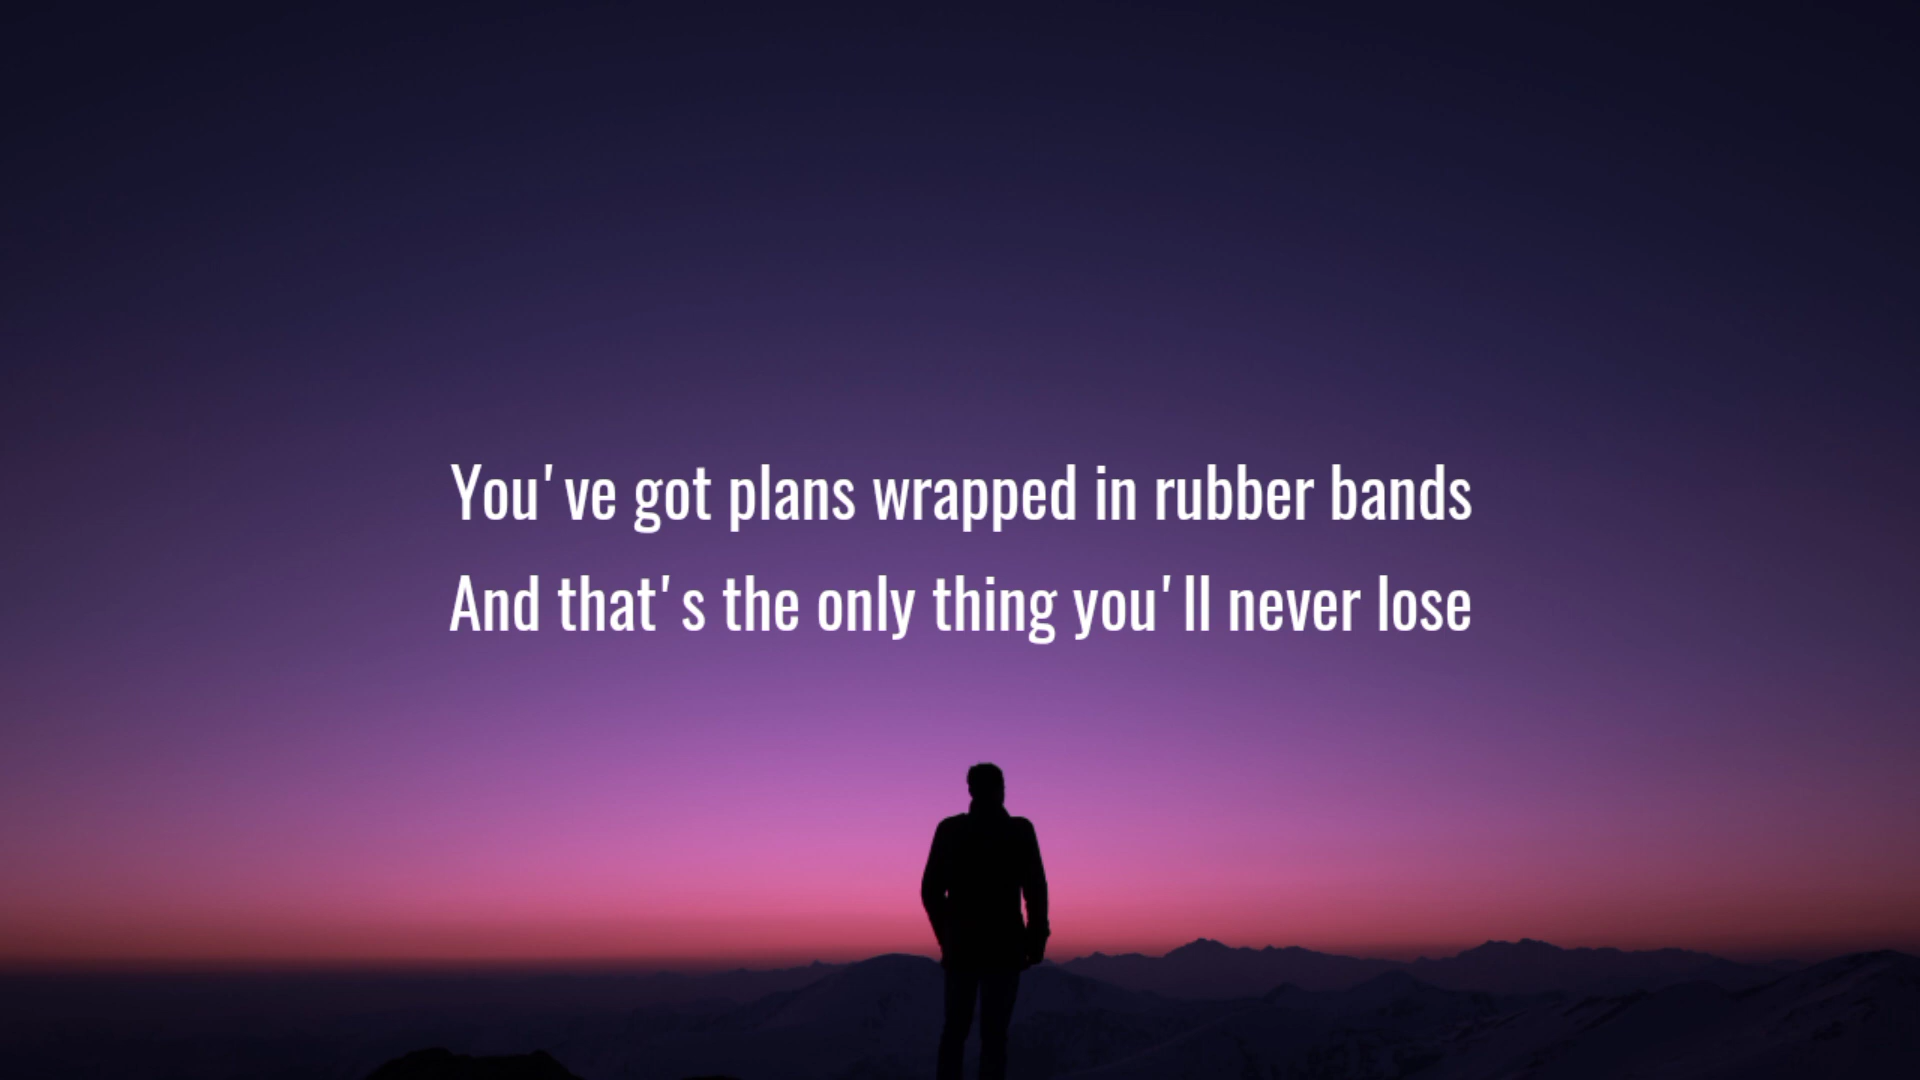 You've got plans wrapped in rubber bands
And that's the only thing you'll never lose